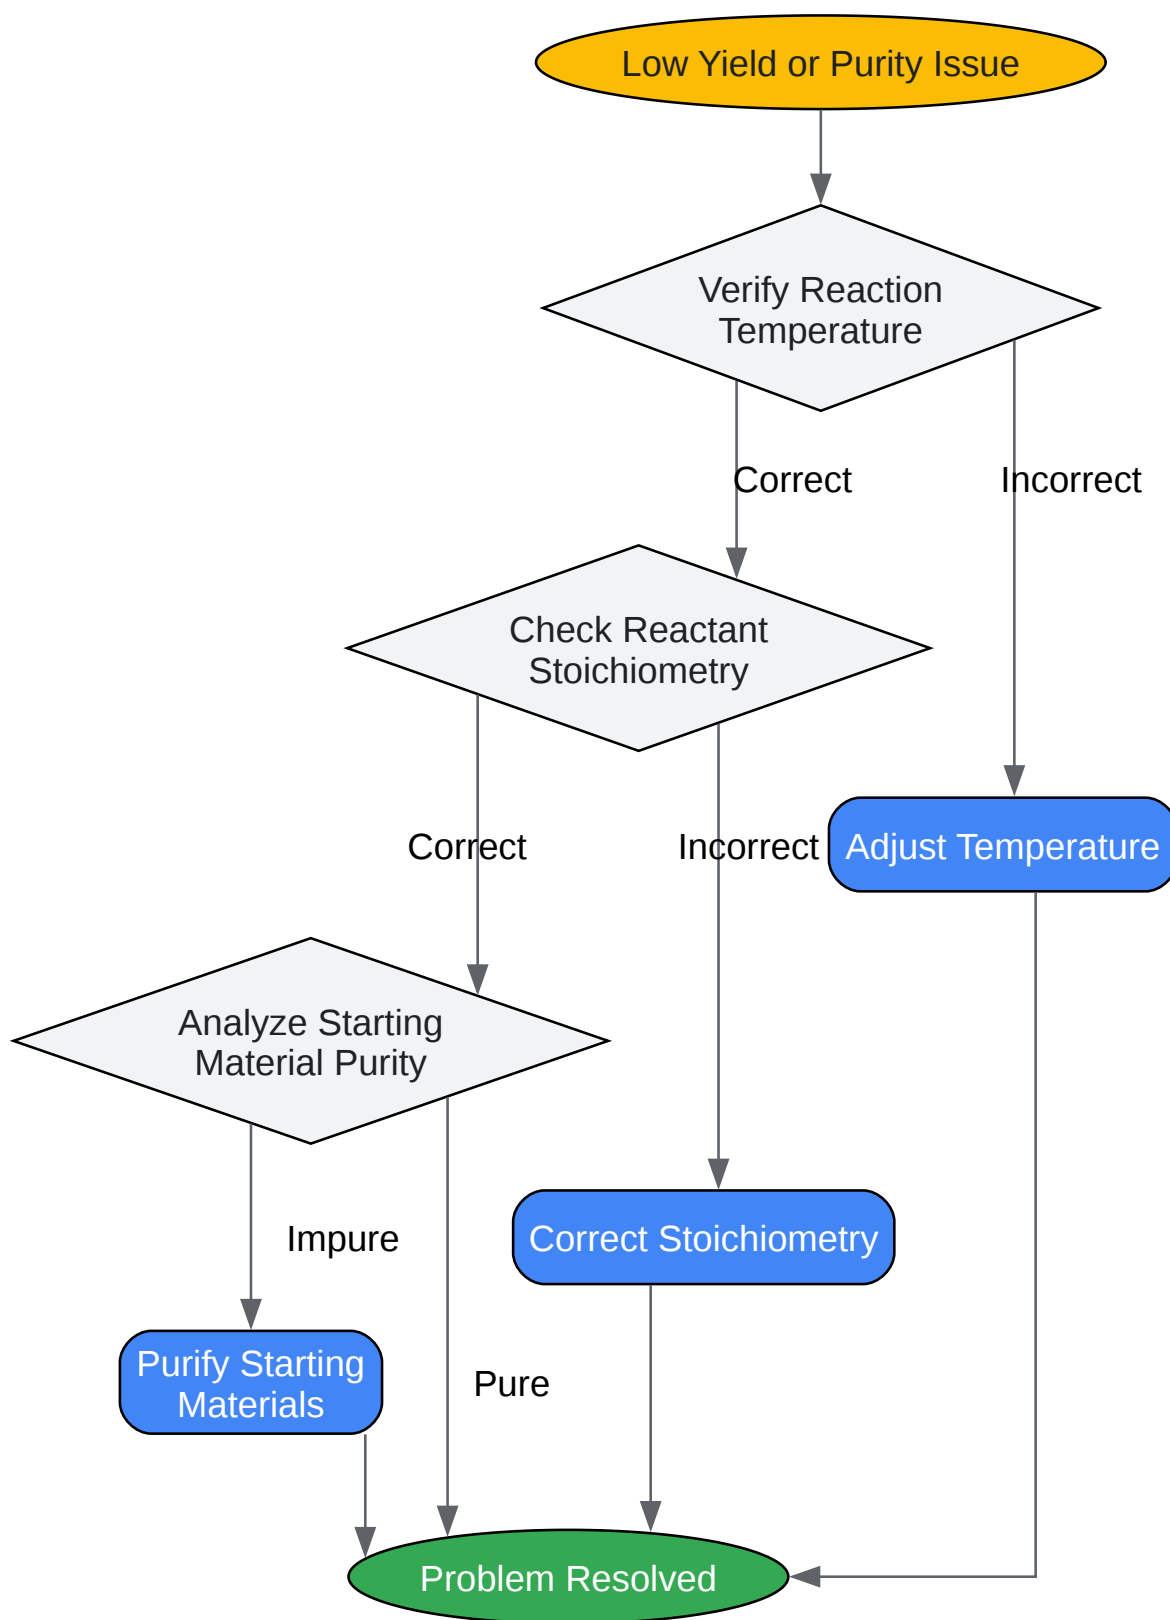 Low Yield or Purity Issue
Verify Reaction
Temperature
Correct
Incorrect
Check Reactant
Stoichiometry
Correct
Incorrect
Adjust Temperature
Analyze Starting
Material Purity
Impure
Correct Stoichiometry
Purify Starting
Materials
Pure
Problem Resolved